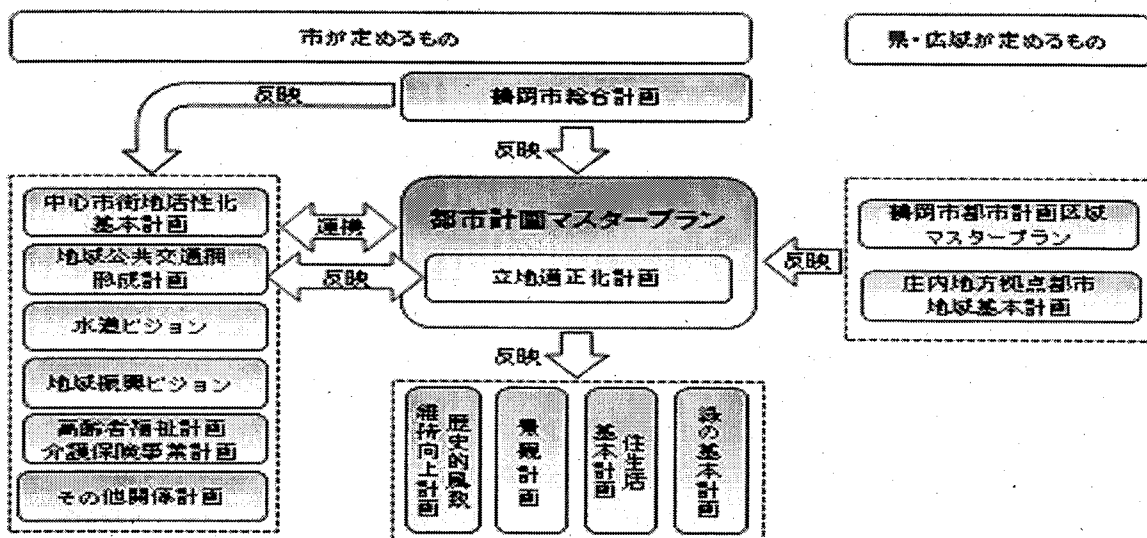 市が定めるもの
県・広域が定めるもの
鶴岡市総合計画
反映
反映
中心市街地活性化
基本計画
地域公共交通網
形成計画
水道ビジョン
地域振興ビジョン
高齢者福祉計画
介護保険事業計画
その他関係計画
連携
反映
都市計画マスタープラン
立地適正化計画
反映
鶴岡市都市計画区域
マスタープラン
庄内地方拠点都市
地域基本計画
反映
歴史的風致
維持向上計画
景観計画
住生活
基本計画
緑の基本計画